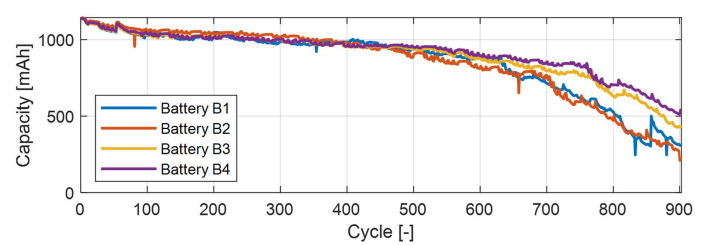 Capacity [mAh]
1000
500
0
Battery B1
Battery B2
Battery B3
Battery B4
0 100 200 300 400 500 600 700 800 900
Cycle [-]